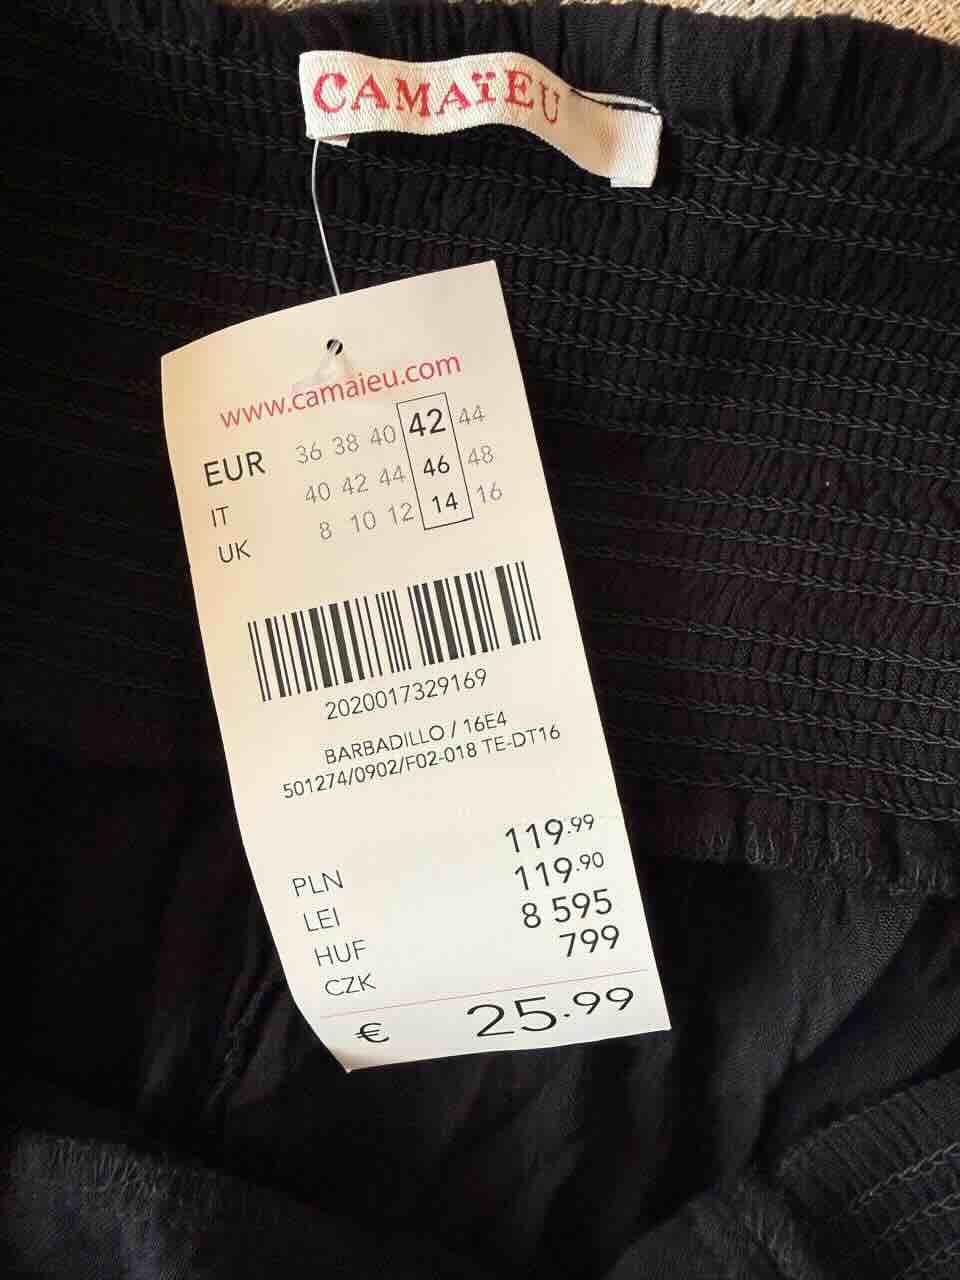 CAMAÏEU
www.camaieu.com
EUR 36 38 40 42 44
IT 40 42 44 46 48
UK 8 10 12 14 16
2020017329169
BARBADILLO / 16E4
501274/0902/F02-018 TE-DT16
PLN 119.99
LEI 119.90
HUF 8 595
CZK 799
€ 25.99